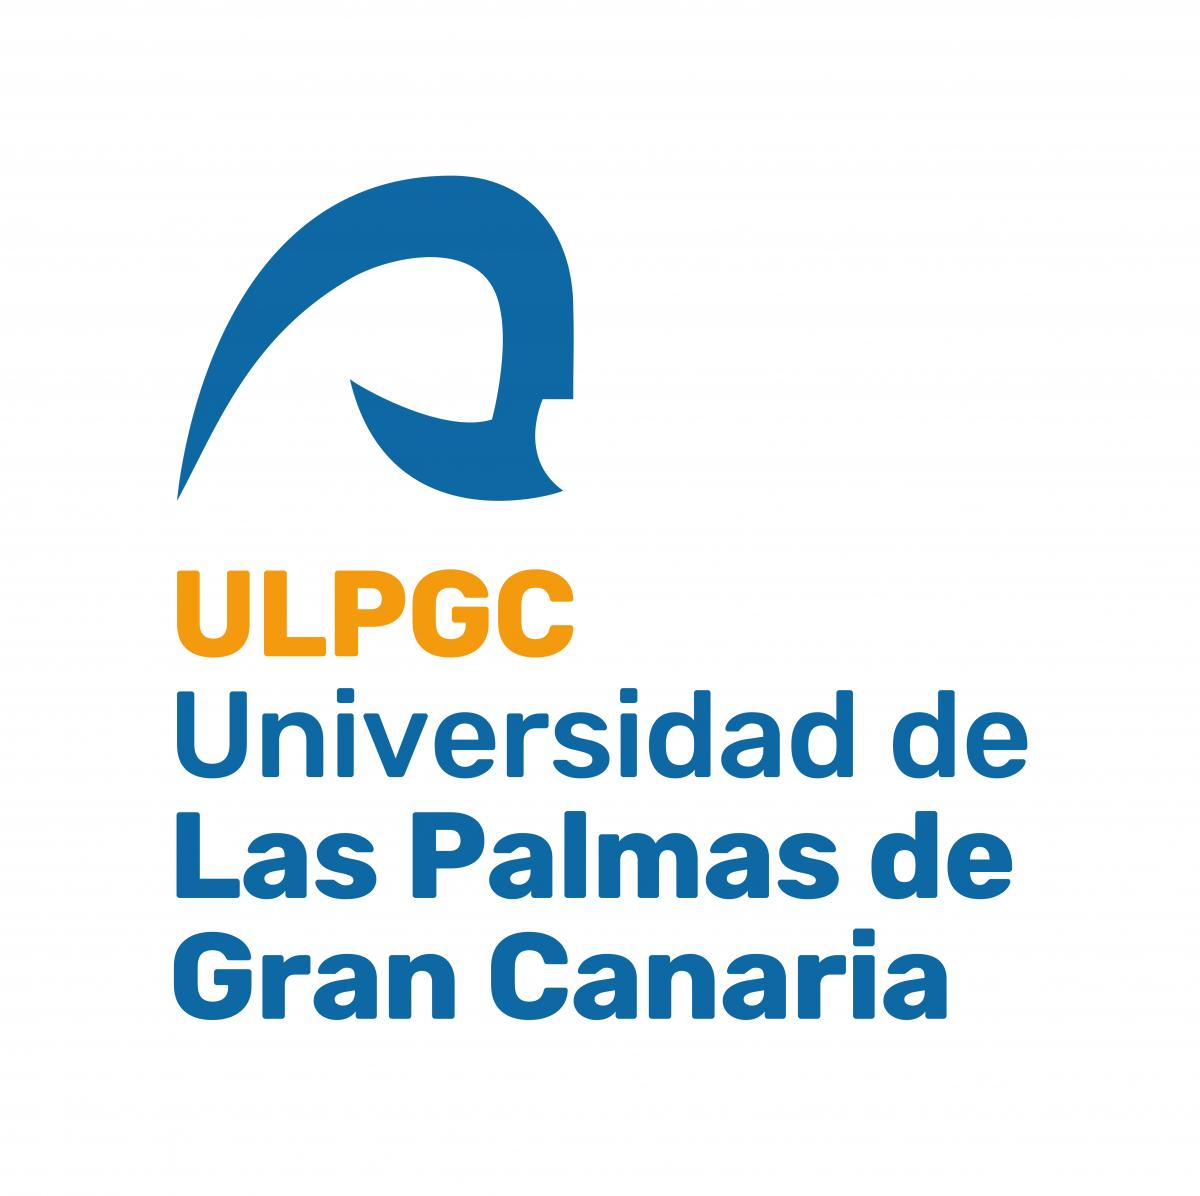 ULPGC
Universidad de
Las Palmas de
Gran Canaria